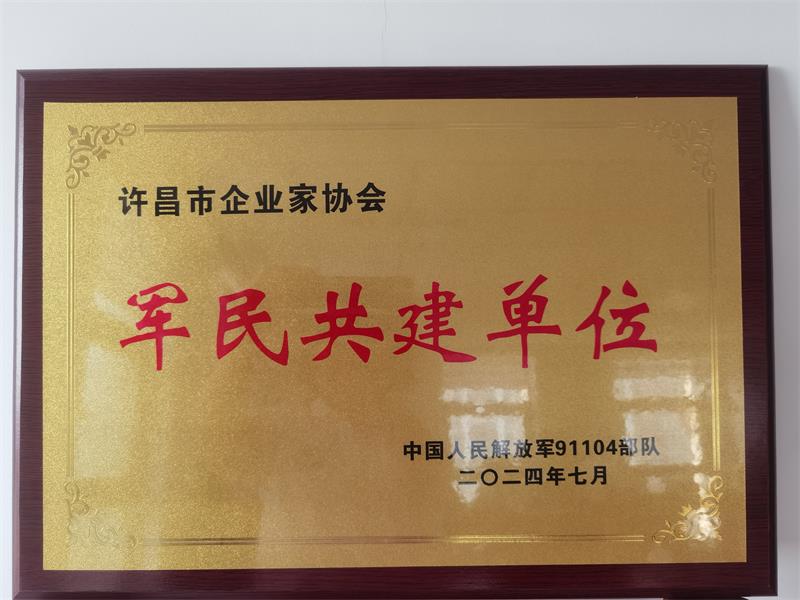 许昌市企业家协会
军民共建单位
中国人民解放军91104部队
二〇二四年七月